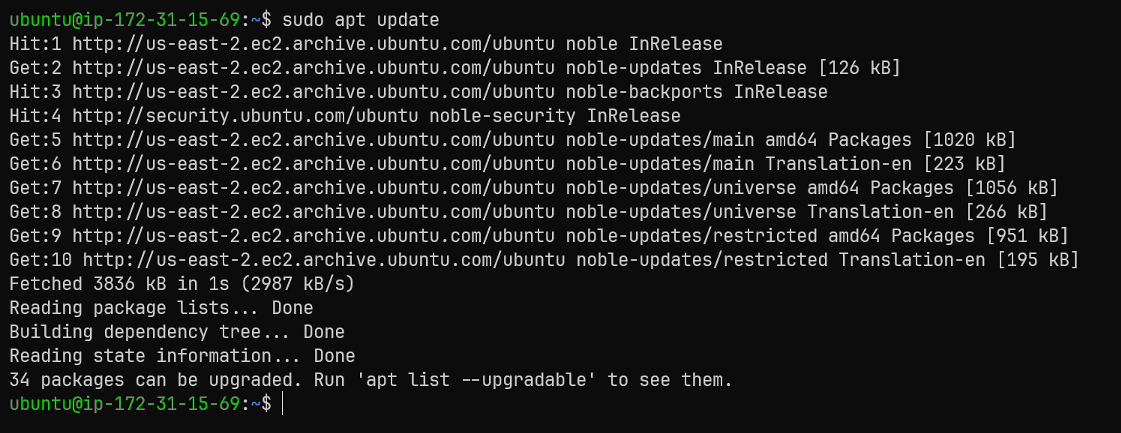 ubuntu@ip-172-31-15-69:~$ sudo apt update
Hit:1 http://us-east-2.ec2.archive.ubuntu.com/ubuntu noble InRelease
Get:2 http://us-east-2.ec2.archive.ubuntu.com/ubuntu noble-updates InRelease [126 kB]
Hit:3 http://us-east-2.ec2.archive.ubuntu.com/ubuntu noble-backports InRelease
Hit:4 http://security.ubuntu.com/ubuntu noble-security InRelease
Get:5 http://us-east-2.ec2.archive.ubuntu.com/ubuntu noble-updates/main amd64 Packages [1020 kB]
Get:6 http://us-east-2.ec2.archive.ubuntu.com/ubuntu noble-updates/main Translation-en [223 kB]
Get:7 http://us-east-2.ec2.archive.ubuntu.com/ubuntu noble-updates/universe amd64 Packages [1056 kB]
Get:8 http://us-east-2.ec2.archive.ubuntu.com/ubuntu noble-updates/universe Translation-en [266 kB]
Get:9 http://us-east-2.ec2.archive.ubuntu.com/ubuntu noble-updates/restricted amd64 Packages [951 kB]
Get:10 http://us-east-2.ec2.archive.ubuntu.com/ubuntu noble-updates/restricted Translation-en [195 kB]
Fetched 3836 kB in 1s (2987 kB/s)
Reading package lists... Done
Building dependency tree... Done
Reading state information... Done
34 packages can be upgraded. Run 'apt list --upgradable' to see them.
ubuntu@ip-172-31-15-69:~$